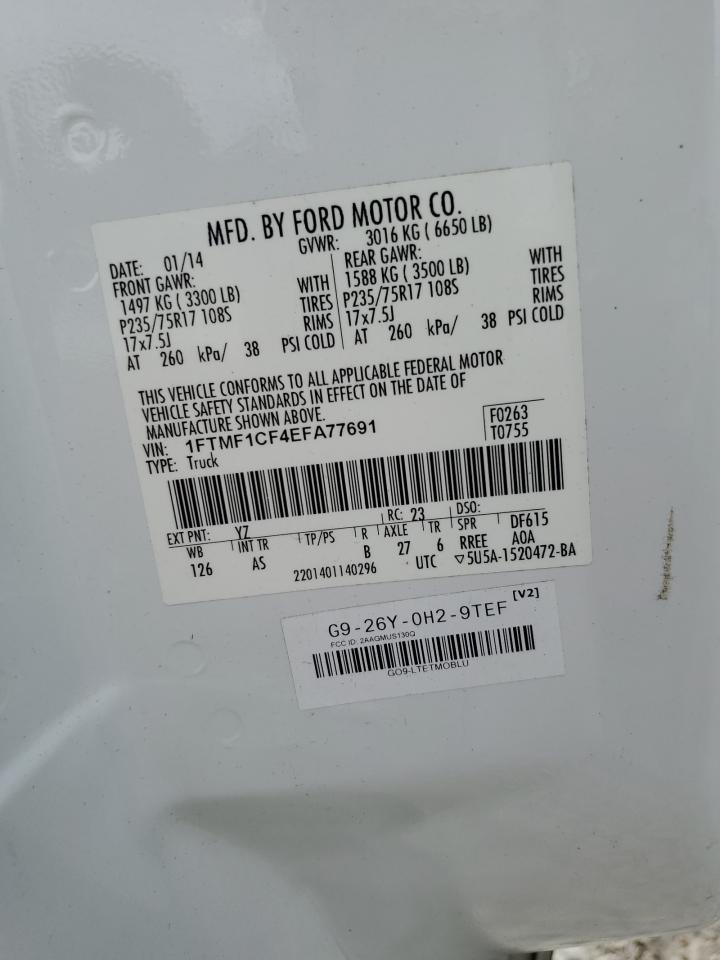 MFD. BY FORD MOTOR CO.
DATE: 01/14 GVWR: 3016 KG ( 6650 LB)
FRONT GAWR: REAR GAWR:
1497 KG ( 3300 LB) WITH 1588 KG ( 3500 LB) WITH
P235/75R17 108S TIRES P235/75R17 108S TIRES
17x7.5J RIMS 17x7.5J RIMS
AT 260 kPa/ 38 PSI COLD AT 260 kPa/ 38 PSI COLD
THIS VEHICLE CONFORMS TO ALL APPLICABLE FEDERAL MOTOR
VEHICLE SAFETY STANDARDS IN EFFECT ON THE DATE OF
MANUFACTURE SHOWN ABOVE.
VIN: 1FTMF1CF4EFA77691 F0263
TYPE: Truck T0755
EXT PNT: YZ RC: 23 DSO:
WB INT TR TP/PS R AXLE TR SPR DF615
126 AS B 27 6 RREE AOA
2201401140296 UTC ▽5U5A-1520472-BA
G9-26Y-0H2-9TEF [V2]
FCC ID: 2AAGMUS130Q
GO9-LTETMOBLU